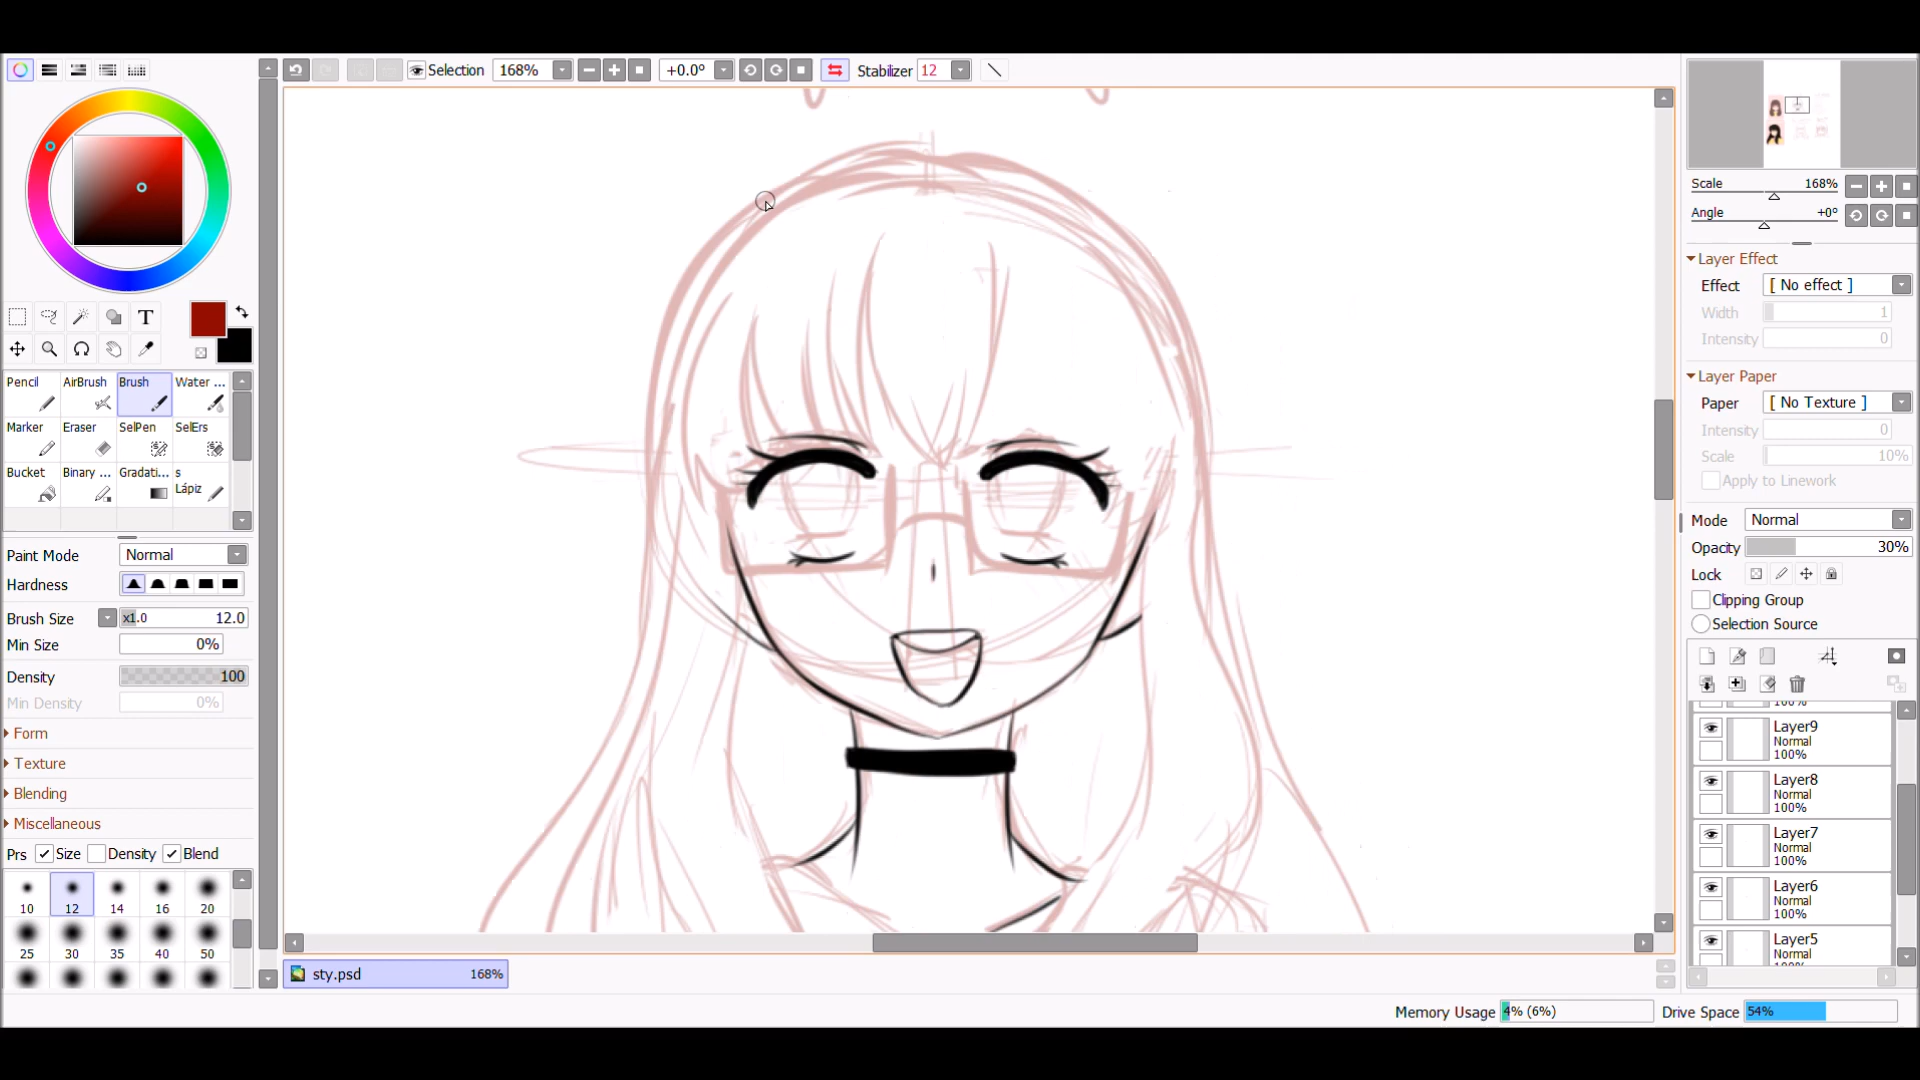 Selection 168% +0.0º Stabilizer 12
T
Pencil AirBrush Brush Water ...
Marker Eraser SelPen SelErs
Bucket Binary ... Gradati... s
Lápiz
Paint Mode Normal
Hardness
Brush Size x1.0 12.0
Min Size 0%
Density 100
Min Density 0%
Form
Texture
Blending
Miscellaneous
Prs Size Density Blend
10 12 14 16 20
25 30 35 40 50
sty.psd 168%
Scale 168%
Angle +0º
Layer Effect
Effect [ No effect ]
Width 1
Intensity 0
Layer Paper
Paper [ No Texture ]
Intensity 0
Scale 10%
Apply to Linework
Mode Normal
Opacity 30%
Lock
Clipping Group
Selection Source
100%
Layer9
Normal
100%
Layer8
Normal
100%
Layer7
Normal
100%
Layer6
Normal
100%
Layer5
Normal
100%
Memory Usage 4% (6%) Drive Space 54%